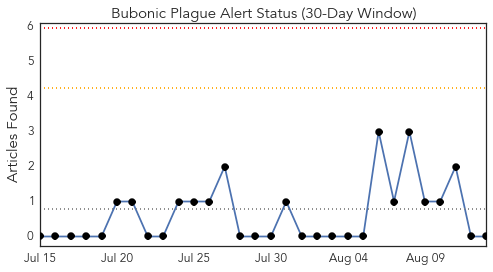 Bubonic Plague Alert Status (30-Day Window)
Articles Found
6
5
4
3
2
1
0
Jul 15 Jul 20 Jul 25 Jul 30 Aug 04 Aug 09